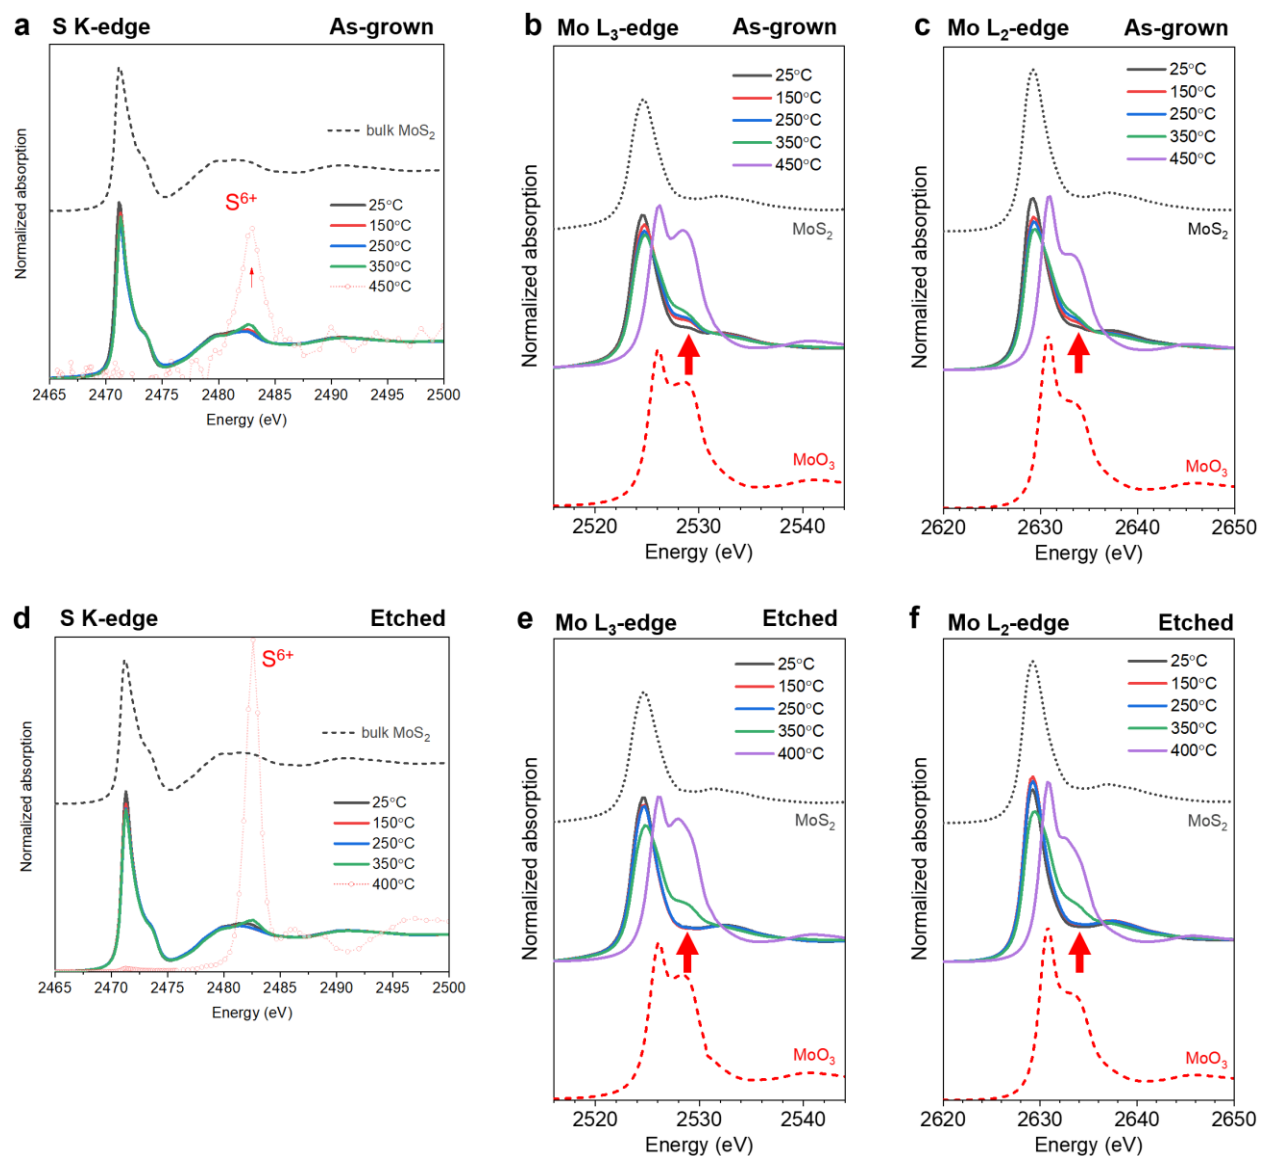 a S K-edge As-grown
Normalized absorption
bulk MoS₂
S⁶⁺
25°C
150°C
250°C
350°C
450°C
2465 2470 2475 2480 2485 2490 2495 2500
Energy (eV)
b Mo L₃-edge As-grown
Normalized absorption
25°C
150°C
250°C
350°C
450°C
MoS₂
MoO₃
2520 2530 2540
Energy (eV)
c Mo L₂-edge As-grown
Normalized absorption
25°C
150°C
250°C
350°C
450°C
MoS₂
MoO₃
2620 2630 2640 2650
Energy (eV)
d S K-edge Etched
Normalized absorption
S⁶⁺
bulk MoS₂
25°C
150°C
250°C
350°C
400°C
2465 2470 2475 2480 2485 2490 2495 2500
Energy (eV)
e Mo L₃-edge Etched
Normalized absorption
25°C
150°C
250°C
350°C
400°C
MoS₂
MoO₃
2520 2530 2540
Energy (eV)
f Mo L₂-edge Etched
Normalized absorption
25°C
150°C
250°C
350°C
400°C
MoS₂
MoO₃
2620 2630 2640 2650
Energy (eV)